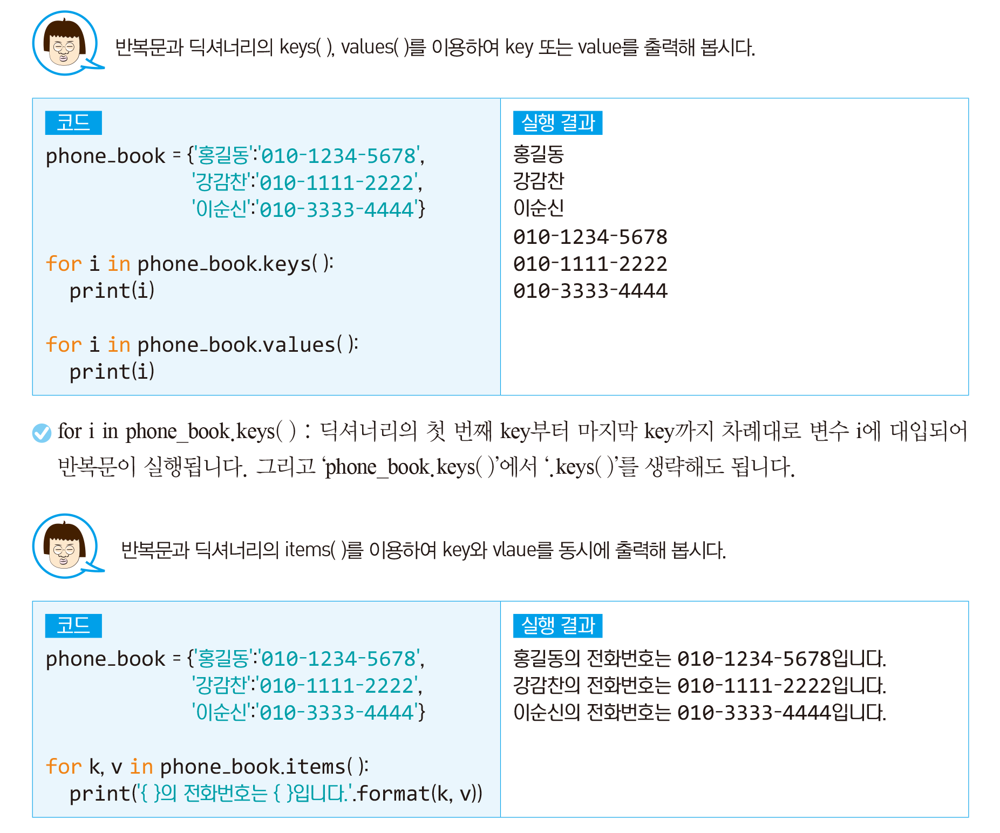 반복문과 딕셔너리의 keys( ), values( )를 이용하여 key 또는 value를 출력해 봅시다.
코드
phone_book = {'홍길동':'010-1234-5678',
'강감찬':'010-1111-2222',
'이순신':'010-3333-4444'}
for i in phone_book.keys( ):
print(i)
for i in phone_book.values( ):
print(i)
실행 결과
홍길동
강감찬
이순신
010-1234-5678
010-1111-2222
010-3333-4444
for i in phone_book.keys( ) : 딕셔너리의 첫 번째 key부터 마지막 key까지 차례대로 변수 i에 대입되어
반복문이 실행됩니다. 그리고 ‘phone_book.keys( )’에서 ‘.keys( )’를 생략해도 됩니다.
반복문과 딕셔너리의 items( )를 이용하여 key와 vlaue를 동시에 출력해 봅시다.
코드
phone_book = {'홍길동':'010-1234-5678',
'강감찬':'010-1111-2222',
'이순신':'010-3333-4444'}
for k, v in phone_book.items( ):
print('{ }의 전화번호는 { }입니다.'.format(k, v))
실행 결과
홍길동의 전화번호는 010-1234-5678입니다.
강감찬의 전화번호는 010-1111-2222입니다.
이순신의 전화번호는 010-3333-4444입니다.